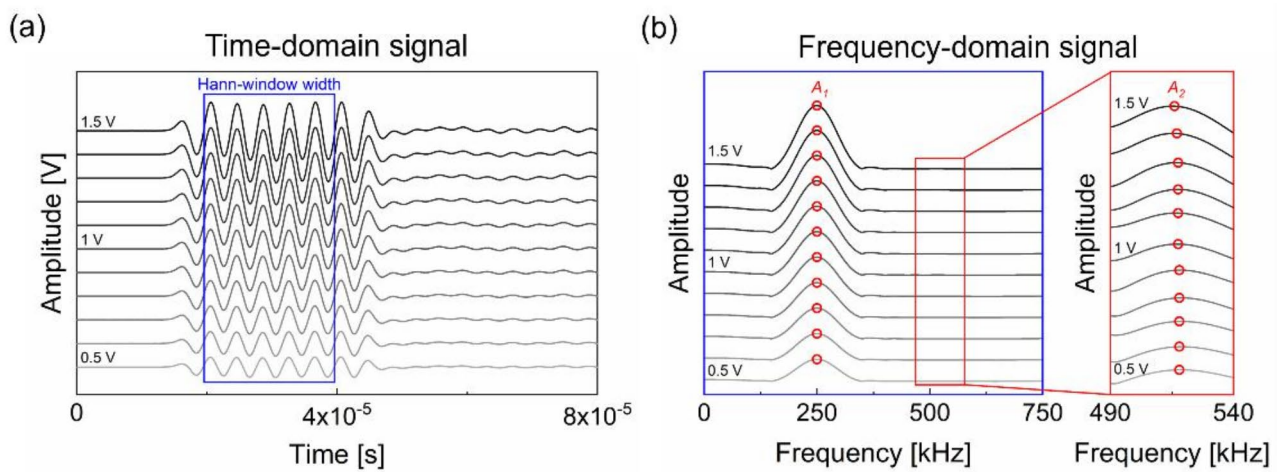 (a)
Time-domain signal
Hann-window width
1.5 V
1 V
0.5 V
Amplitude [V]
0
4x10-5
8x10-5
Time [s]
(b)
Frequency-domain signal
A1
1.5 V
1 V
0.5 V
Amplitude
0
250
500
750
Frequency [kHz]
A2
1.5 V
1 V
0.5 V
Amplitude
490
540
Frequency [kHz]